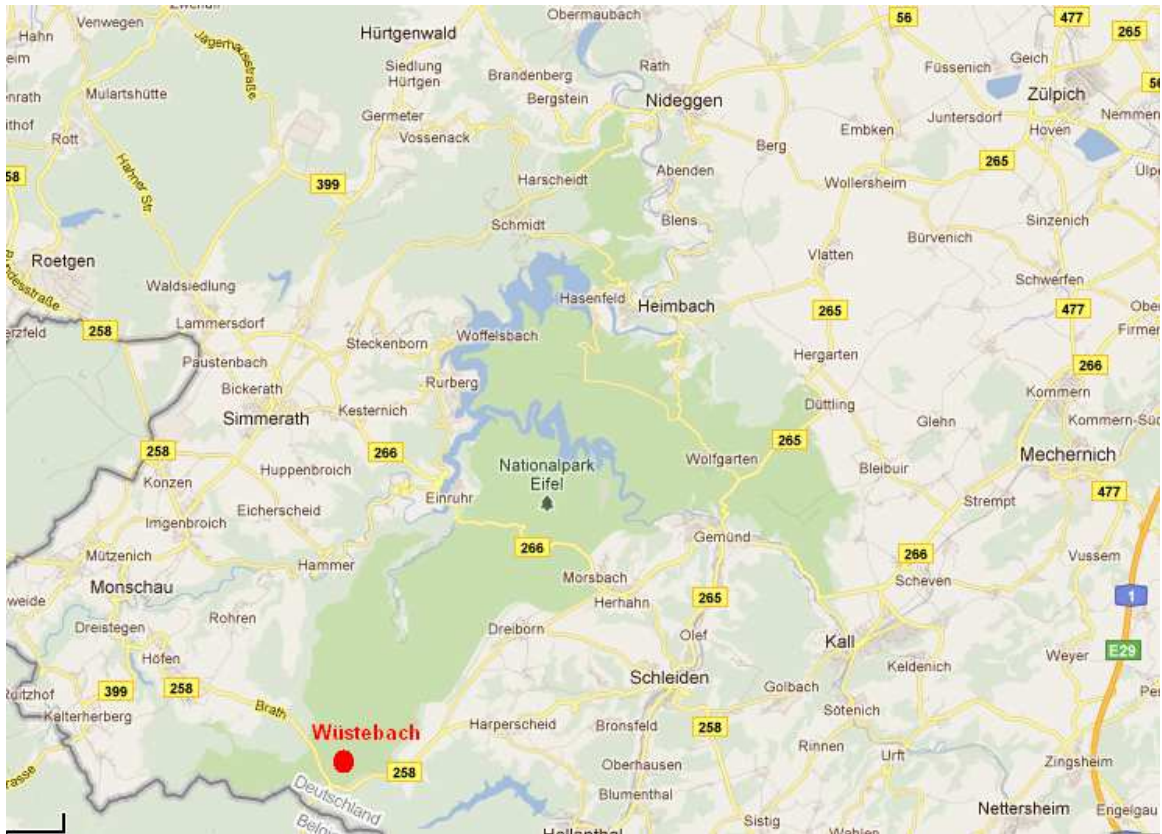 Venwegen
Obermaubach
56
477
265
Hahn
Hürtgenwald
Geich
Jägerhausstraße
Siedlung
Hürtgen
Rath
Füssenich
Brandenberg
Zülpich
Mulartshütte
Bergstein
Nideggen
Germeter
Juntersdorf
Rott
Vossenack
Berg
Embken
Hoven
Hahner Str.
265
399
Harscheidt
Abenden
Wollersheim
Blens
Sinzenich
Schmidt
Bürvenich
Roetgen
Vlatten
Waldsiedlung
Schwerfen
Hasenfeld
Heimbach
477
265
258
Lammersdorf
Woffelsbach
Steckenborn
Hergarten
Paustenbach
266
Bickerath
Rurberg
Kommern
Simmerath
Kesternich
Düttling
Glehn
Kommern-Süd
258
266
265
Nationalpark
Eifel
Wolfgarten
Mechernich
Konzen
Huppenbroich
Bleibuir
Einruhr
Strempt
477
Eicherscheid
Imgenbroich
Gemünd
266
266
Mützenich
Hammer
Vussem
Morsbach
Scheven
Monschau
Herhahn
265
1
Rohren
Dreistegen
Dreiborn
Olef
Kall
E29
Höfen
Weyer
Keldenich
258
Schleiden
399
Golbach
Brath
Kalterherberg
Harperscheid
Bronsfeld
258
Sötenich
Wüstebach
Rinnen
Urft
258
Oberhausen
Zingsheim
Deutschland
Blumenthal
Nettersheim
Engelgau
Sistig